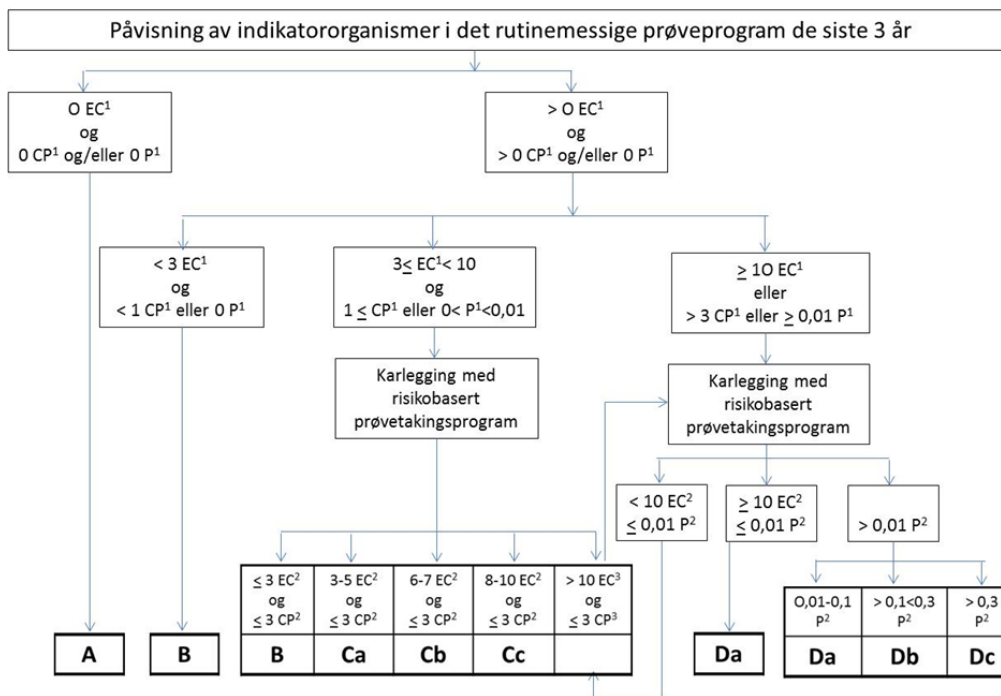 Påvisning av indikatororganismer i det rutinemessige prøveprogram de siste 3 år
O EC¹
og
0 CP¹ og/eller 0 P¹
> O EC¹
og
> 0 CP¹ og/eller 0 P¹
< 3 EC¹
og
< 1 CP¹ eller 0 P¹
3≤ EC¹< 10
og
1 ≤ CP¹ eller 0< P¹<0,01
≥ 1O EC¹
eller
> 3 CP¹ eller ≥ 0,01 P¹
Karlegging med
risikobasert
prøvetakingsprogram
Karlegging med
risikobasert
prøvetakingsprogram
< 10 EC²
≤ 0,01 P²
≥ 10 EC²
≤ 0,01 P²
> 0,01 P²
≤ 3 EC²
og
≤ 3 CP²
3-5 EC²
og
≤ 3 CP²
6-7 EC²
og
≤ 3 CP²
8-10 EC²
og
≤ 3 CP²
> 10 EC³
og
≤ 3 CP³
O,01-0,1
P²
> 0,1<0,3
P²
> 0,3
P²
A
B
B
Ca
Cb
Cc
Da
Da
Db
Dc